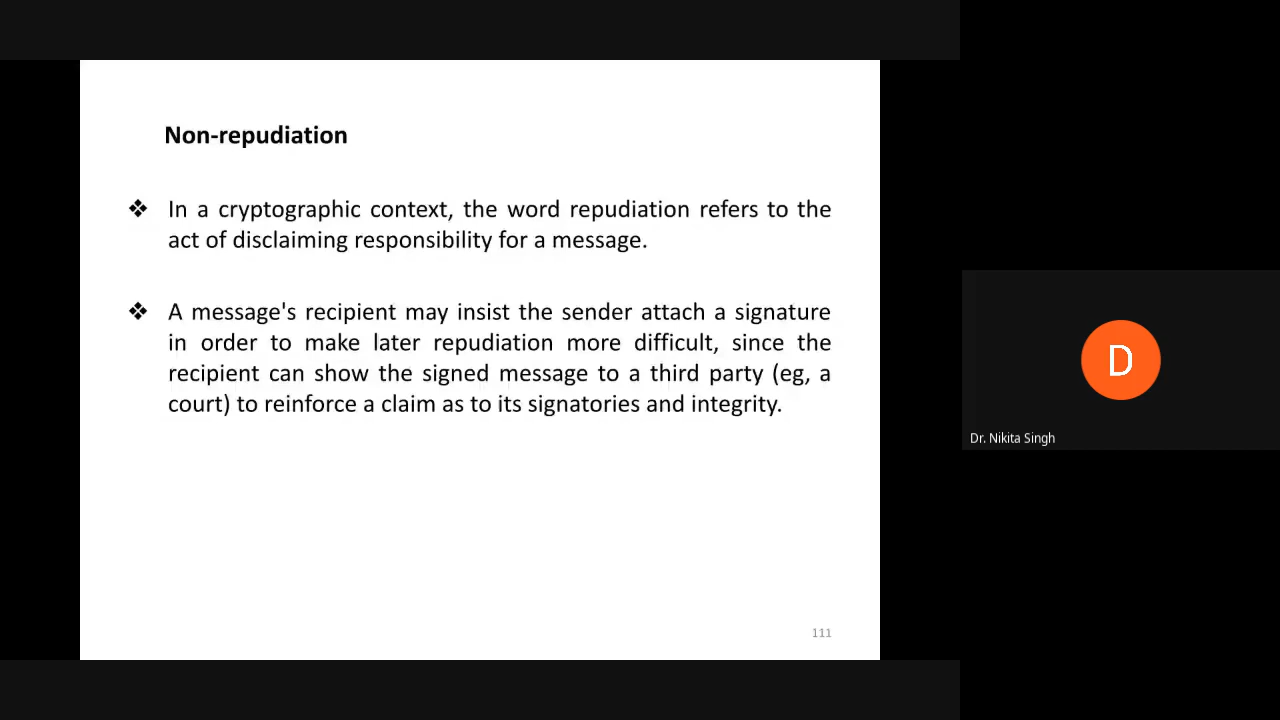 Non-repudiation
❖ In a cryptographic context, the word repudiation refers to the
act of disclaiming responsibility for a message.
❖ A message's recipient may insist the sender attach a signature
in order to make later repudiation more difficult, since the
recipient can show the signed message to a third party (eg, a
court) to reinforce a claim as to its signatories and integrity.
111
D
Dr. Nikita Singh